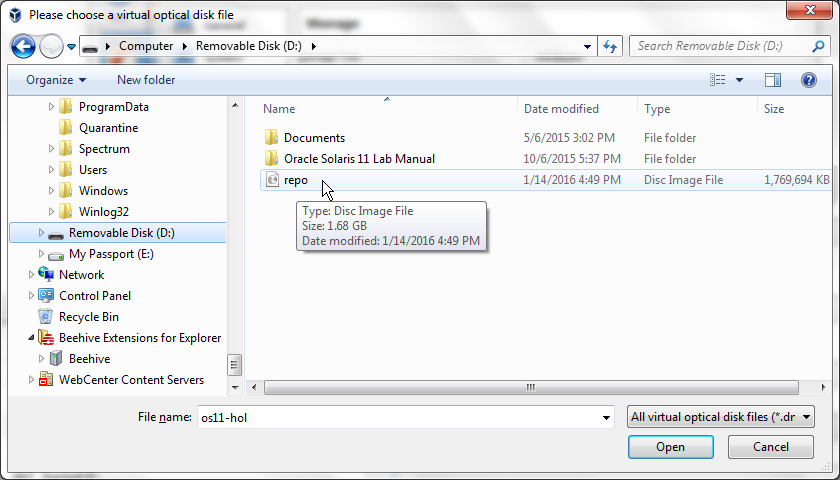 Please choose a virtual optical disk file
Computer
Removable Disk (D:)
Search Removable Disk (D:)
Organize
New folder
ProgramData
Quarantine
Spectrum
Users
Windows
Winlog32
Removable Disk (D:)
My Passport (E:)
Network
Control Panel
Recycle Bin
Beehive Extensions for Explorer
Beehive
WebCenter Content Servers
Name Date modified Type Size
Documents 5/6/2015 3:02 PM File folder
Oracle Solaris 11 Lab Manual 10/6/2015 5:37 PM File folder
repo 1/14/2016 4:49 PM Disc Image File 1,769,694 KB
Type: Disc Image File
Size: 1.68 GB
Date modified: 1/14/2016 4:49 PM
File name: os11-hol
All virtual optical disk files (*.dr
Open Cancel